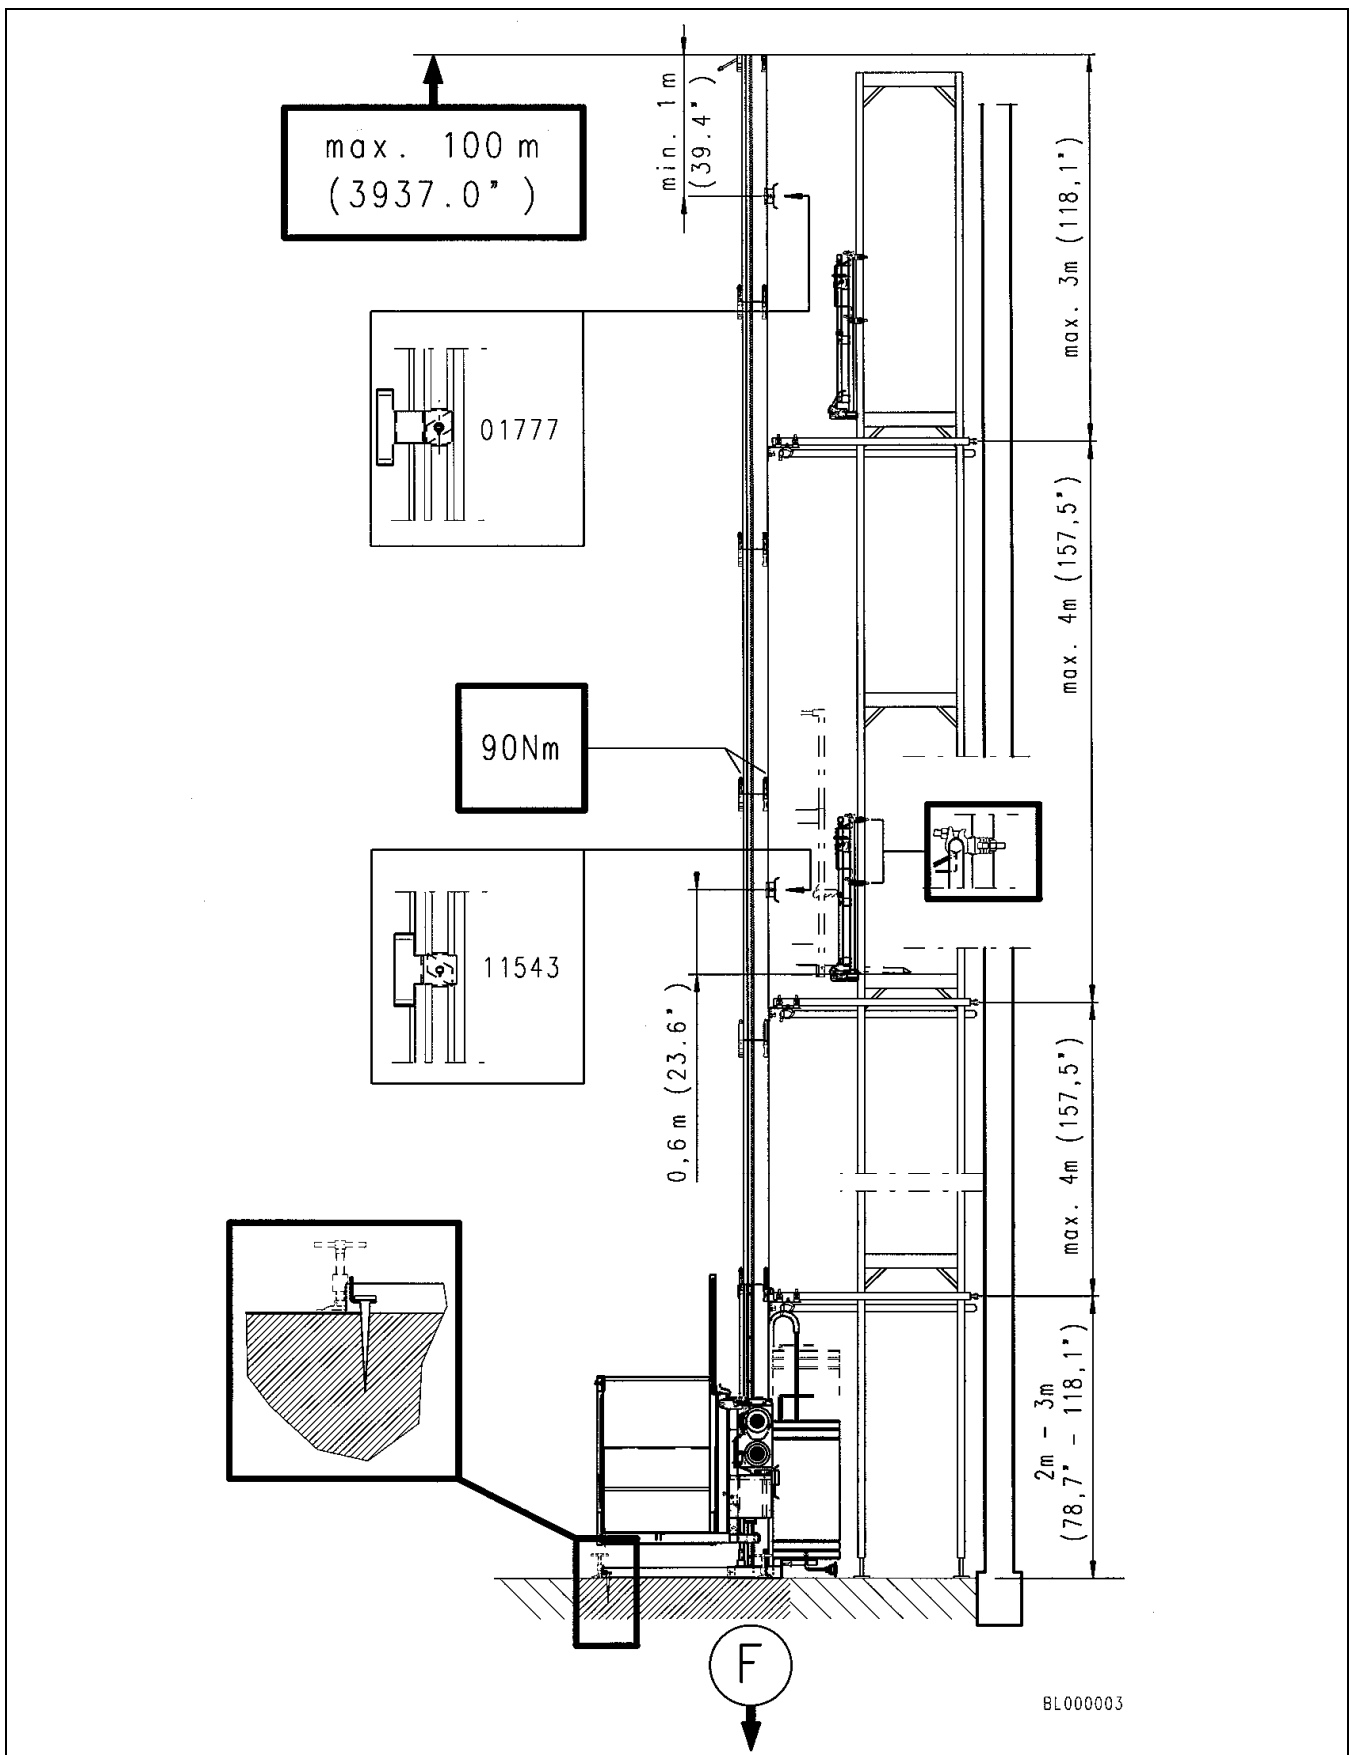 max. 100 m
(3937.0")
min. 1 m
(39.4")
max. 3m (118,1")
01777
max. 4m (157,5")
90Nm
11543
0,6 m (23.6")
max. 4m (157,5")
2m - 3m
(78,7" - 118,1")
F
BL000003